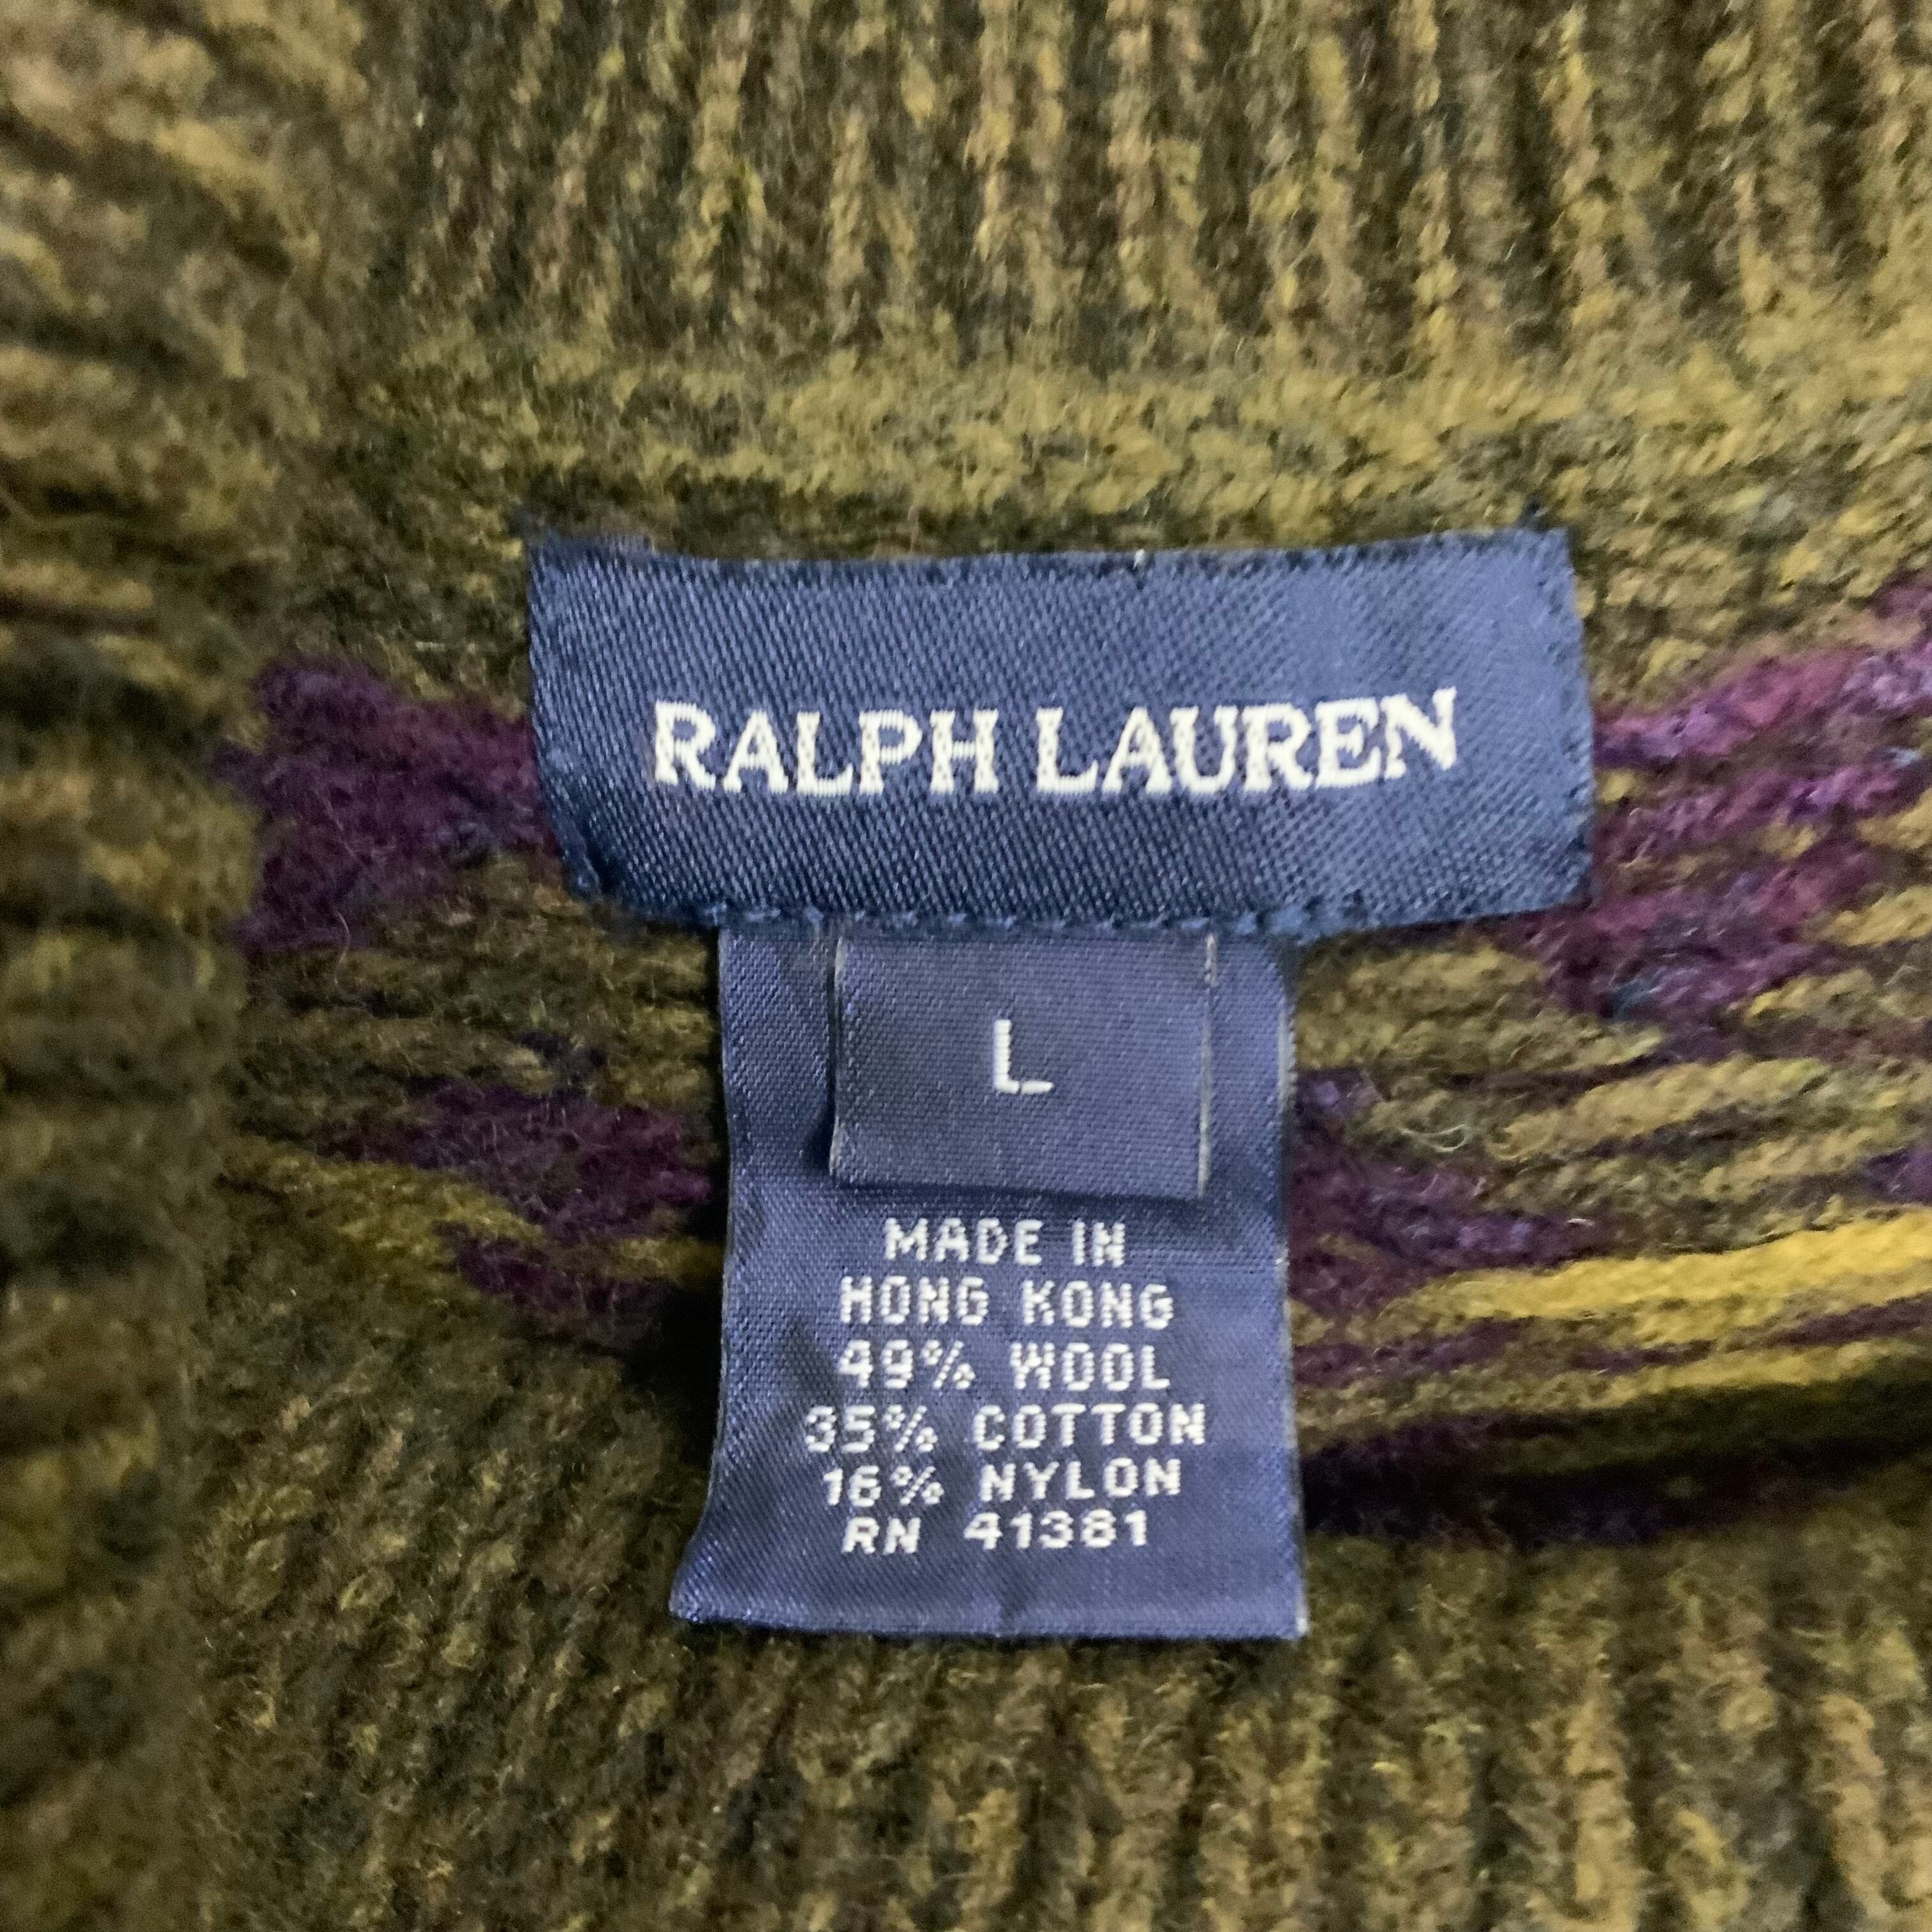 RALPH LAUREN
L
MADE IN
HONG KONG
49% WOOL
35% COTTON
16% NYLON
RN 41381